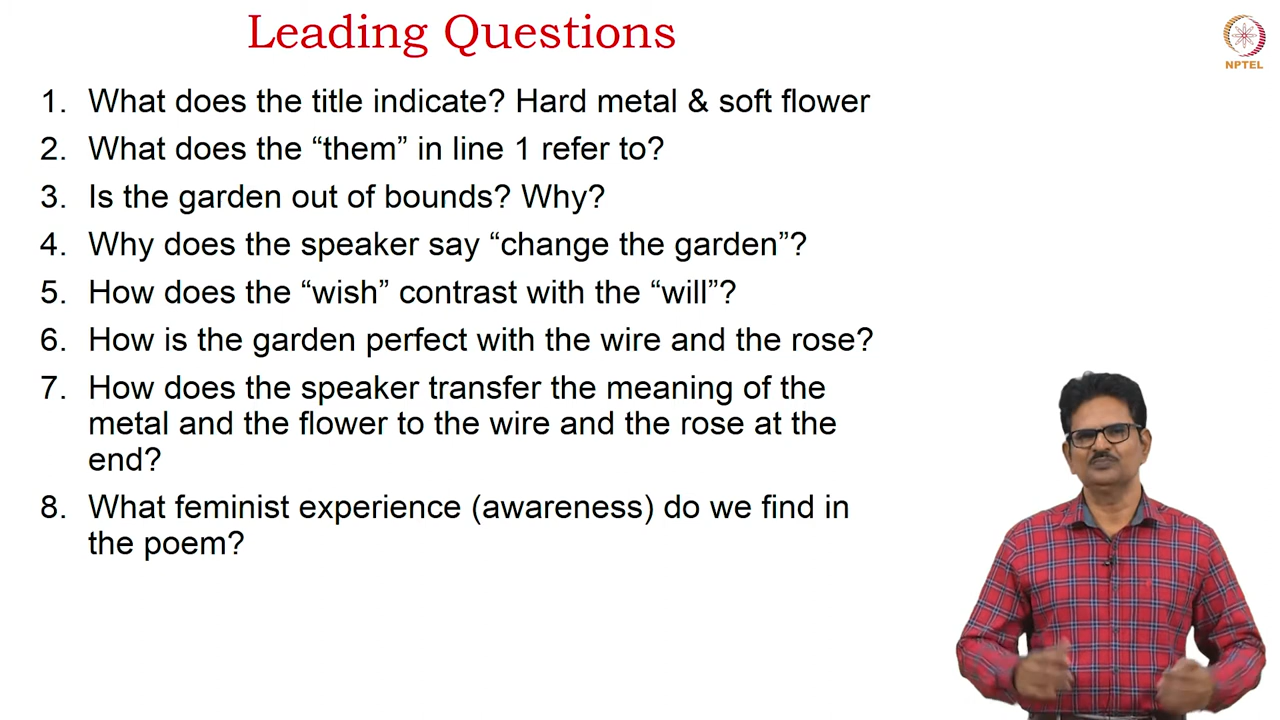 Leading Questions
NPTEL
1. What does the title indicate? Hard metal & soft flower
2. What does the “them” in line 1 refer to?
3. Is the garden out of bounds? Why?
4. Why does the speaker say “change the garden”?
5. How does the “wish” contrast with the “will”?
6. How is the garden perfect with the wire and the rose?
7. How does the speaker transfer the meaning of the
metal and the flower to the wire and the rose at the
end?
8. What feminist experience (awareness) do we find in
the poem?